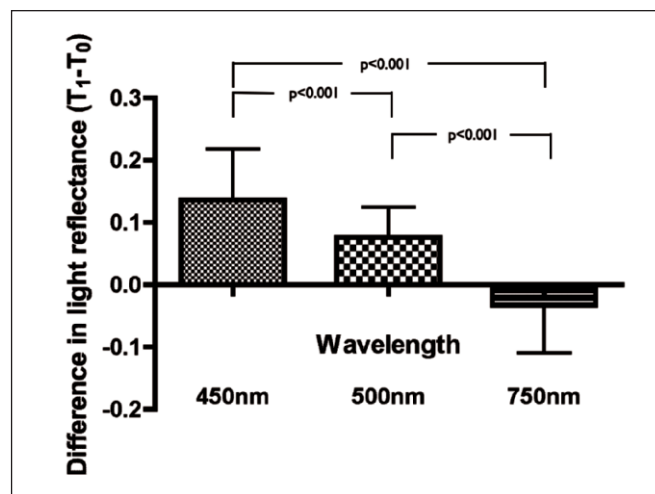 Difference in light reflectance (T₁-T₀)
p<0.001
p<0.001
p<0.001
0.3
0.2
0.1
0.0
-0.1
-0.2
Wavelength
450nm 500nm 750nm